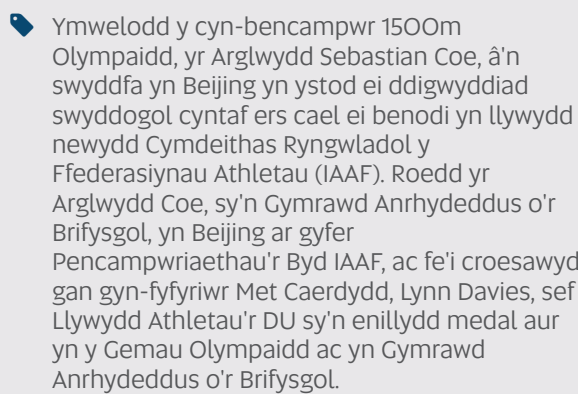 Ymwelodd y cyn-bencampwr 1500m
Olympaidd, yr Arglwydd Sebastian Coe, â'n
swyddfa yn Beijing yn ystod ei ddigwyddiad
swyddogol cyntaf ers cael ei benodi yn llywydd
newydd Cymdeithas Ryngwladol y
Ffederasiynau Athletau (IAAF). Roedd yr
Arglwydd Coe, sy'n Gymrawd Anrhydeddus o'r
Brifysgol, yn Beijing ar gyfer
Pencampwriaethau'r Byd IAAF, ac fe'i croesawyd
gan gyn-fyfyriwr Met Caerdydd, Lynn Davies, sef
Llywydd Athletau'r DU sy'n enillydd medal aur
yn y Gemau Olympaidd ac yn Gymrawd
Anrhydeddus o'r Brifysgol.